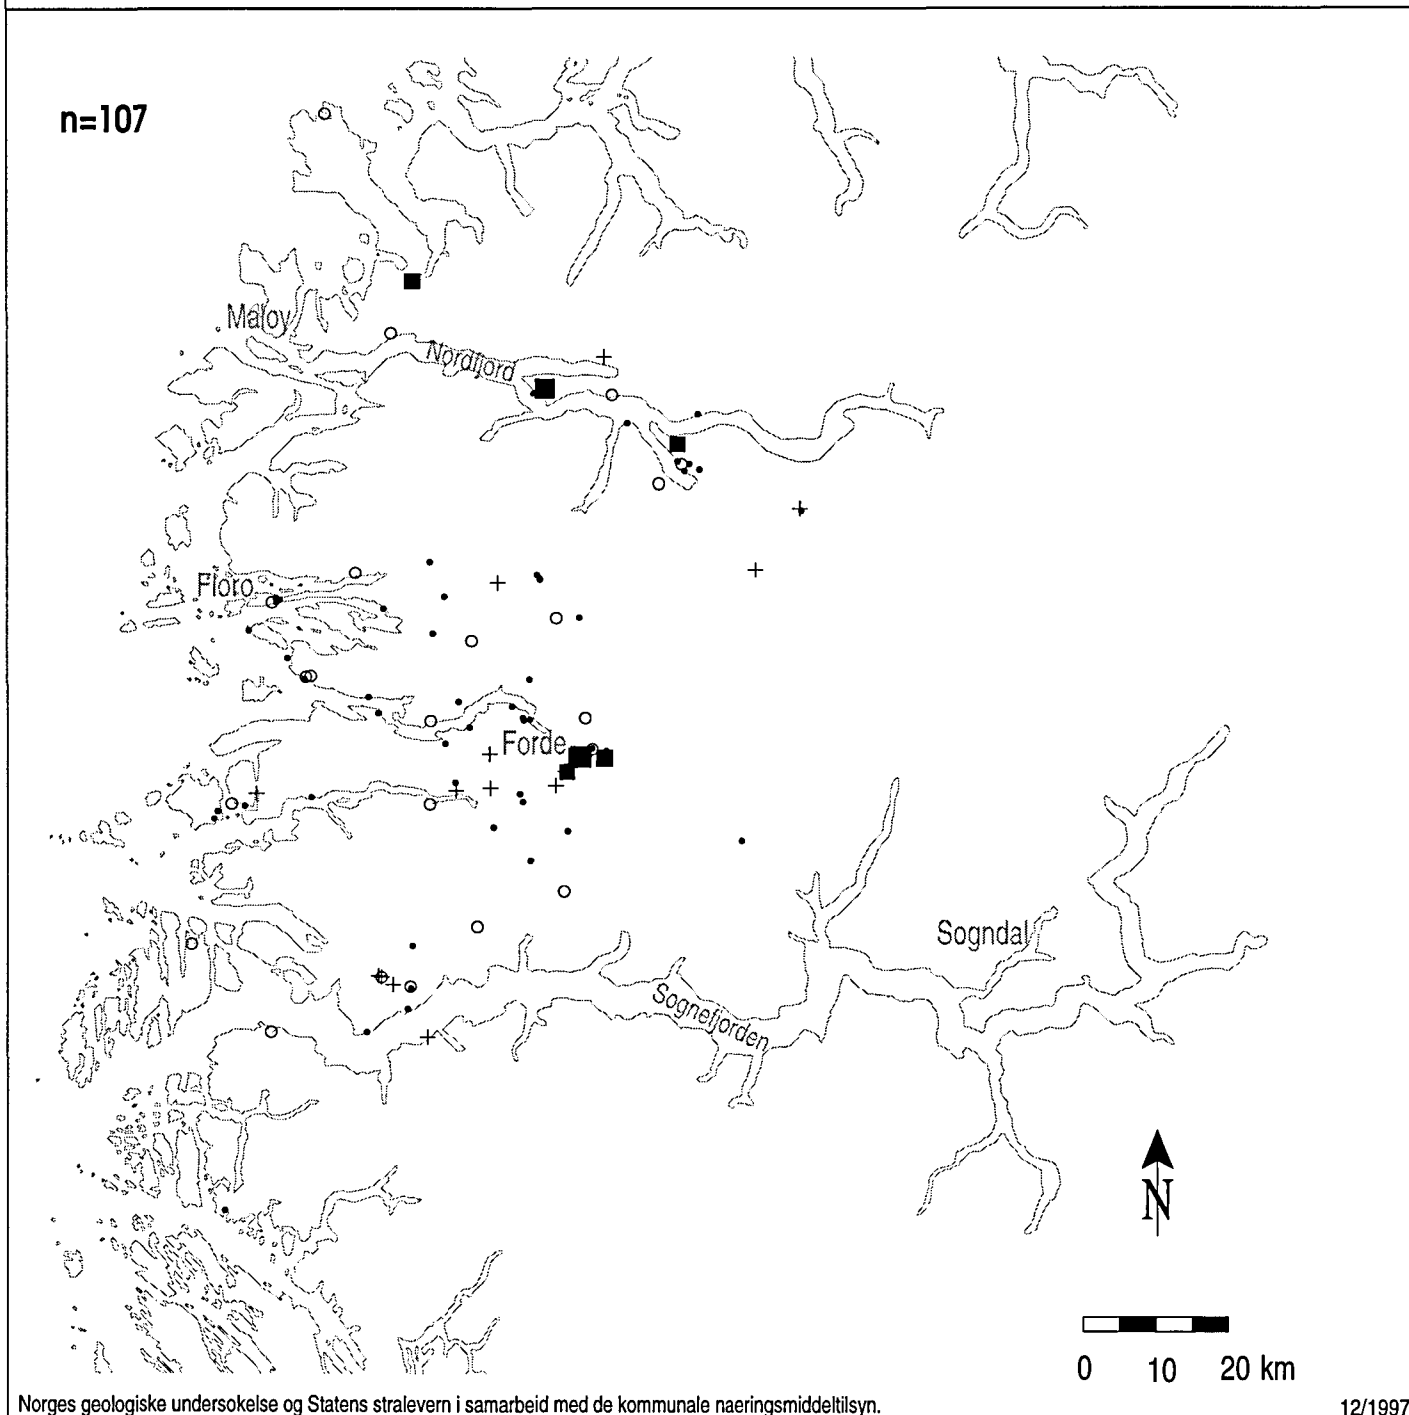 n=107
Maloy
Nordfjord
Floro
Forde
Sogndal
Sognefjorden
N
0 10 20 km
Norges geologiske undersokelse og Statens stralevern i samarbeid med de kommunale naeringsmiddeltilsyn. 12/1997